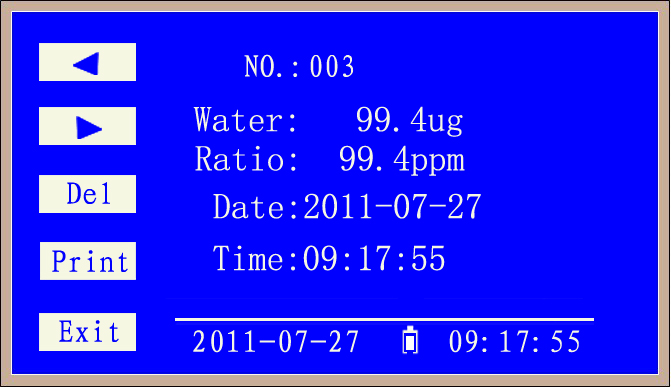 NO.:003
Water: 99.4ug
Ratio: 99.4ppm
Del
Date:2011-07-27
Print
Time:09:17:55
Exit
2011-07-27 09:17:55